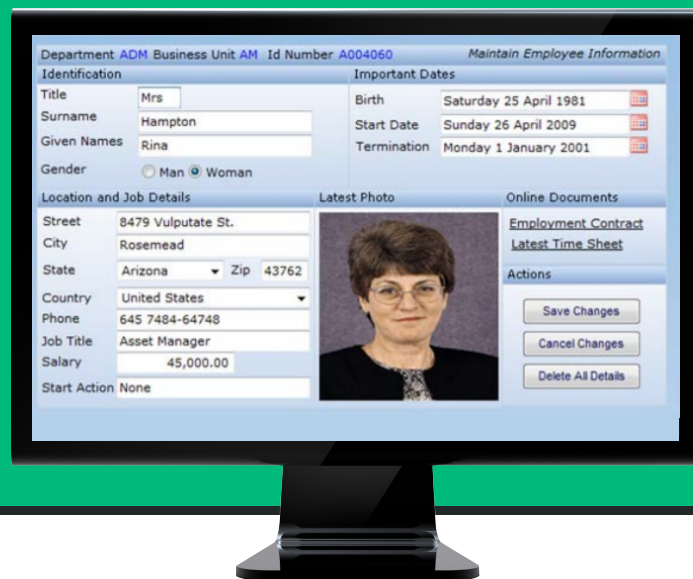 Department ADM Business Unit AM Id Number A004060 Maintain Employee Information
Identification
Title Mrs
Surname Hampton
Given Names Rina
Gender Man Woman
Important Dates
Birth Saturday 25 April 1981
Start Date Sunday 26 April 2009
Termination Monday 1 January 2001
Location and Job Details
Street 8479 Vulputate St.
City Rosemead
State Arizona Zip 43762
Country United States
Phone 645 7484-64748
Job Title Asset Manager
Salary 45,000.00
Start Action None
Latest Photo
Online Documents
Employment Contract
Latest Time Sheet
Actions
Save Changes
Cancel Changes
Delete All Details